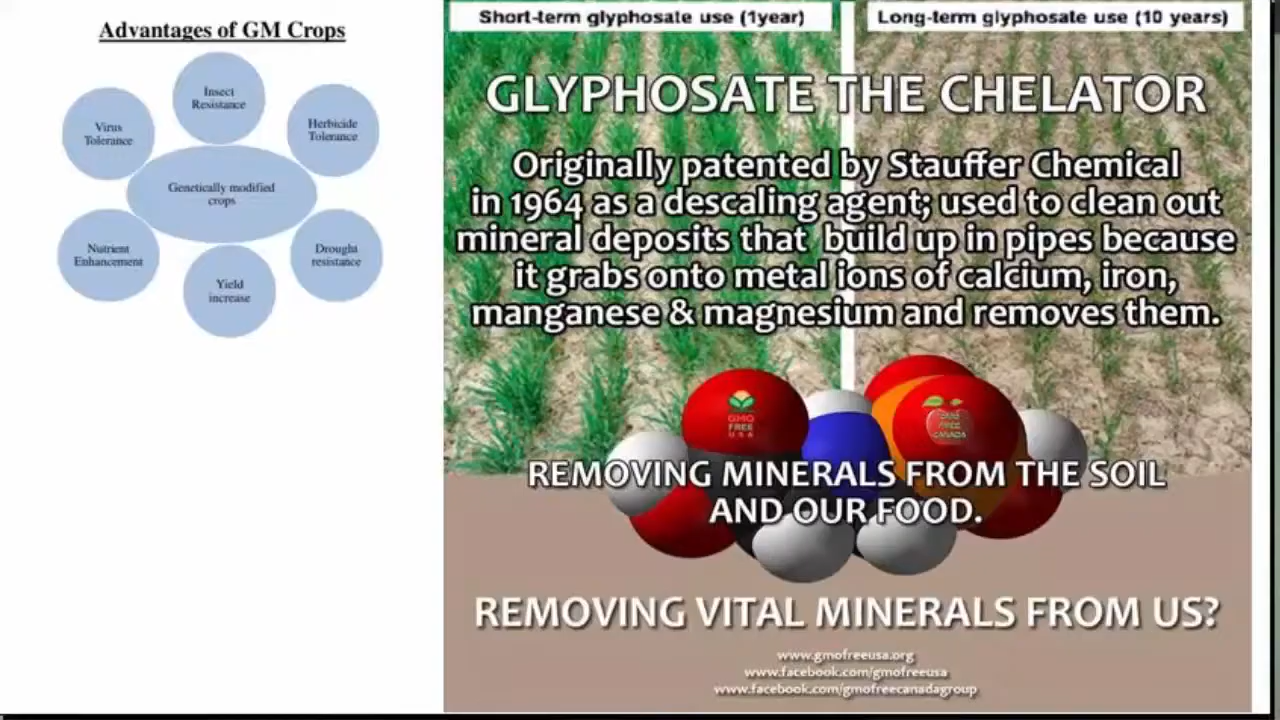 Advantages of GM Crops
Insect
Resistance
Virus
Tolerance
Herbicide
Tolerance
Genetically modified
crops
Nutrient
Enhancement
Drought
resistance
Yield
increase
Short-term glyphosate use (1year)
Long-term glyphosate use (10 years)
GLYPHOSATE THE CHELATOR
Originally patented by Stauffer Chemical
in 1964 as a descaling agent; used to clean out
mineral deposits that build up in pipes because
it grabs onto metal ions of calcium, iron,
manganese & magnesium and removes them.
GMO
FREE
USA
GMO
FREE
CANADA
REMOVING MINERALS FROM THE SOIL
AND OUR FOOD.
REMOVING VITAL MINERALS FROM US?
www.gmofreeusa.org
www.facebook.com/gmofreeusa
www.facebook.com/gmofreecanadagroup